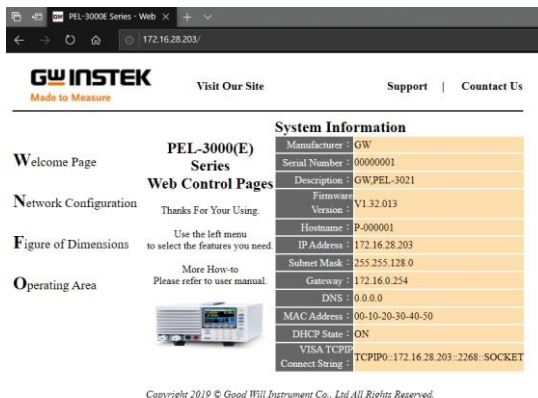 PEL-3000E Series - Web
172.16.28.203/
GWINSTEK
Made to Measure
Visit Our Site
Support | Countact Us
Welcome Page
Network Configuration
Figure of Dimensions
Operating Area
PEL-3000(E)
Series
Web Control Pages
Thanks For Your Using.
Use the left menu
to select the features you need.
More How-to
Please refer to user manual.
System Information
Manufacturer : GW
Serial Number : 00000001
Description : GW,PEL-3021
Firmware
Version : V1.32.013
Hostname : P-000001
IP Address : 172.16.28.203
Subnet Mask : 255.255.128.0
Gateway : 172.16.0.254
DNS : 0.0.0.0
MAC Address : 00-10-20-30-40-50
DHCP State : ON
VISA TCPIP
Connect String : TCPIP0::172.16.28.203::2268::SOCKET
Copyright 2019 © Good Will Instrument Co., Ltd All Rights Reserved.